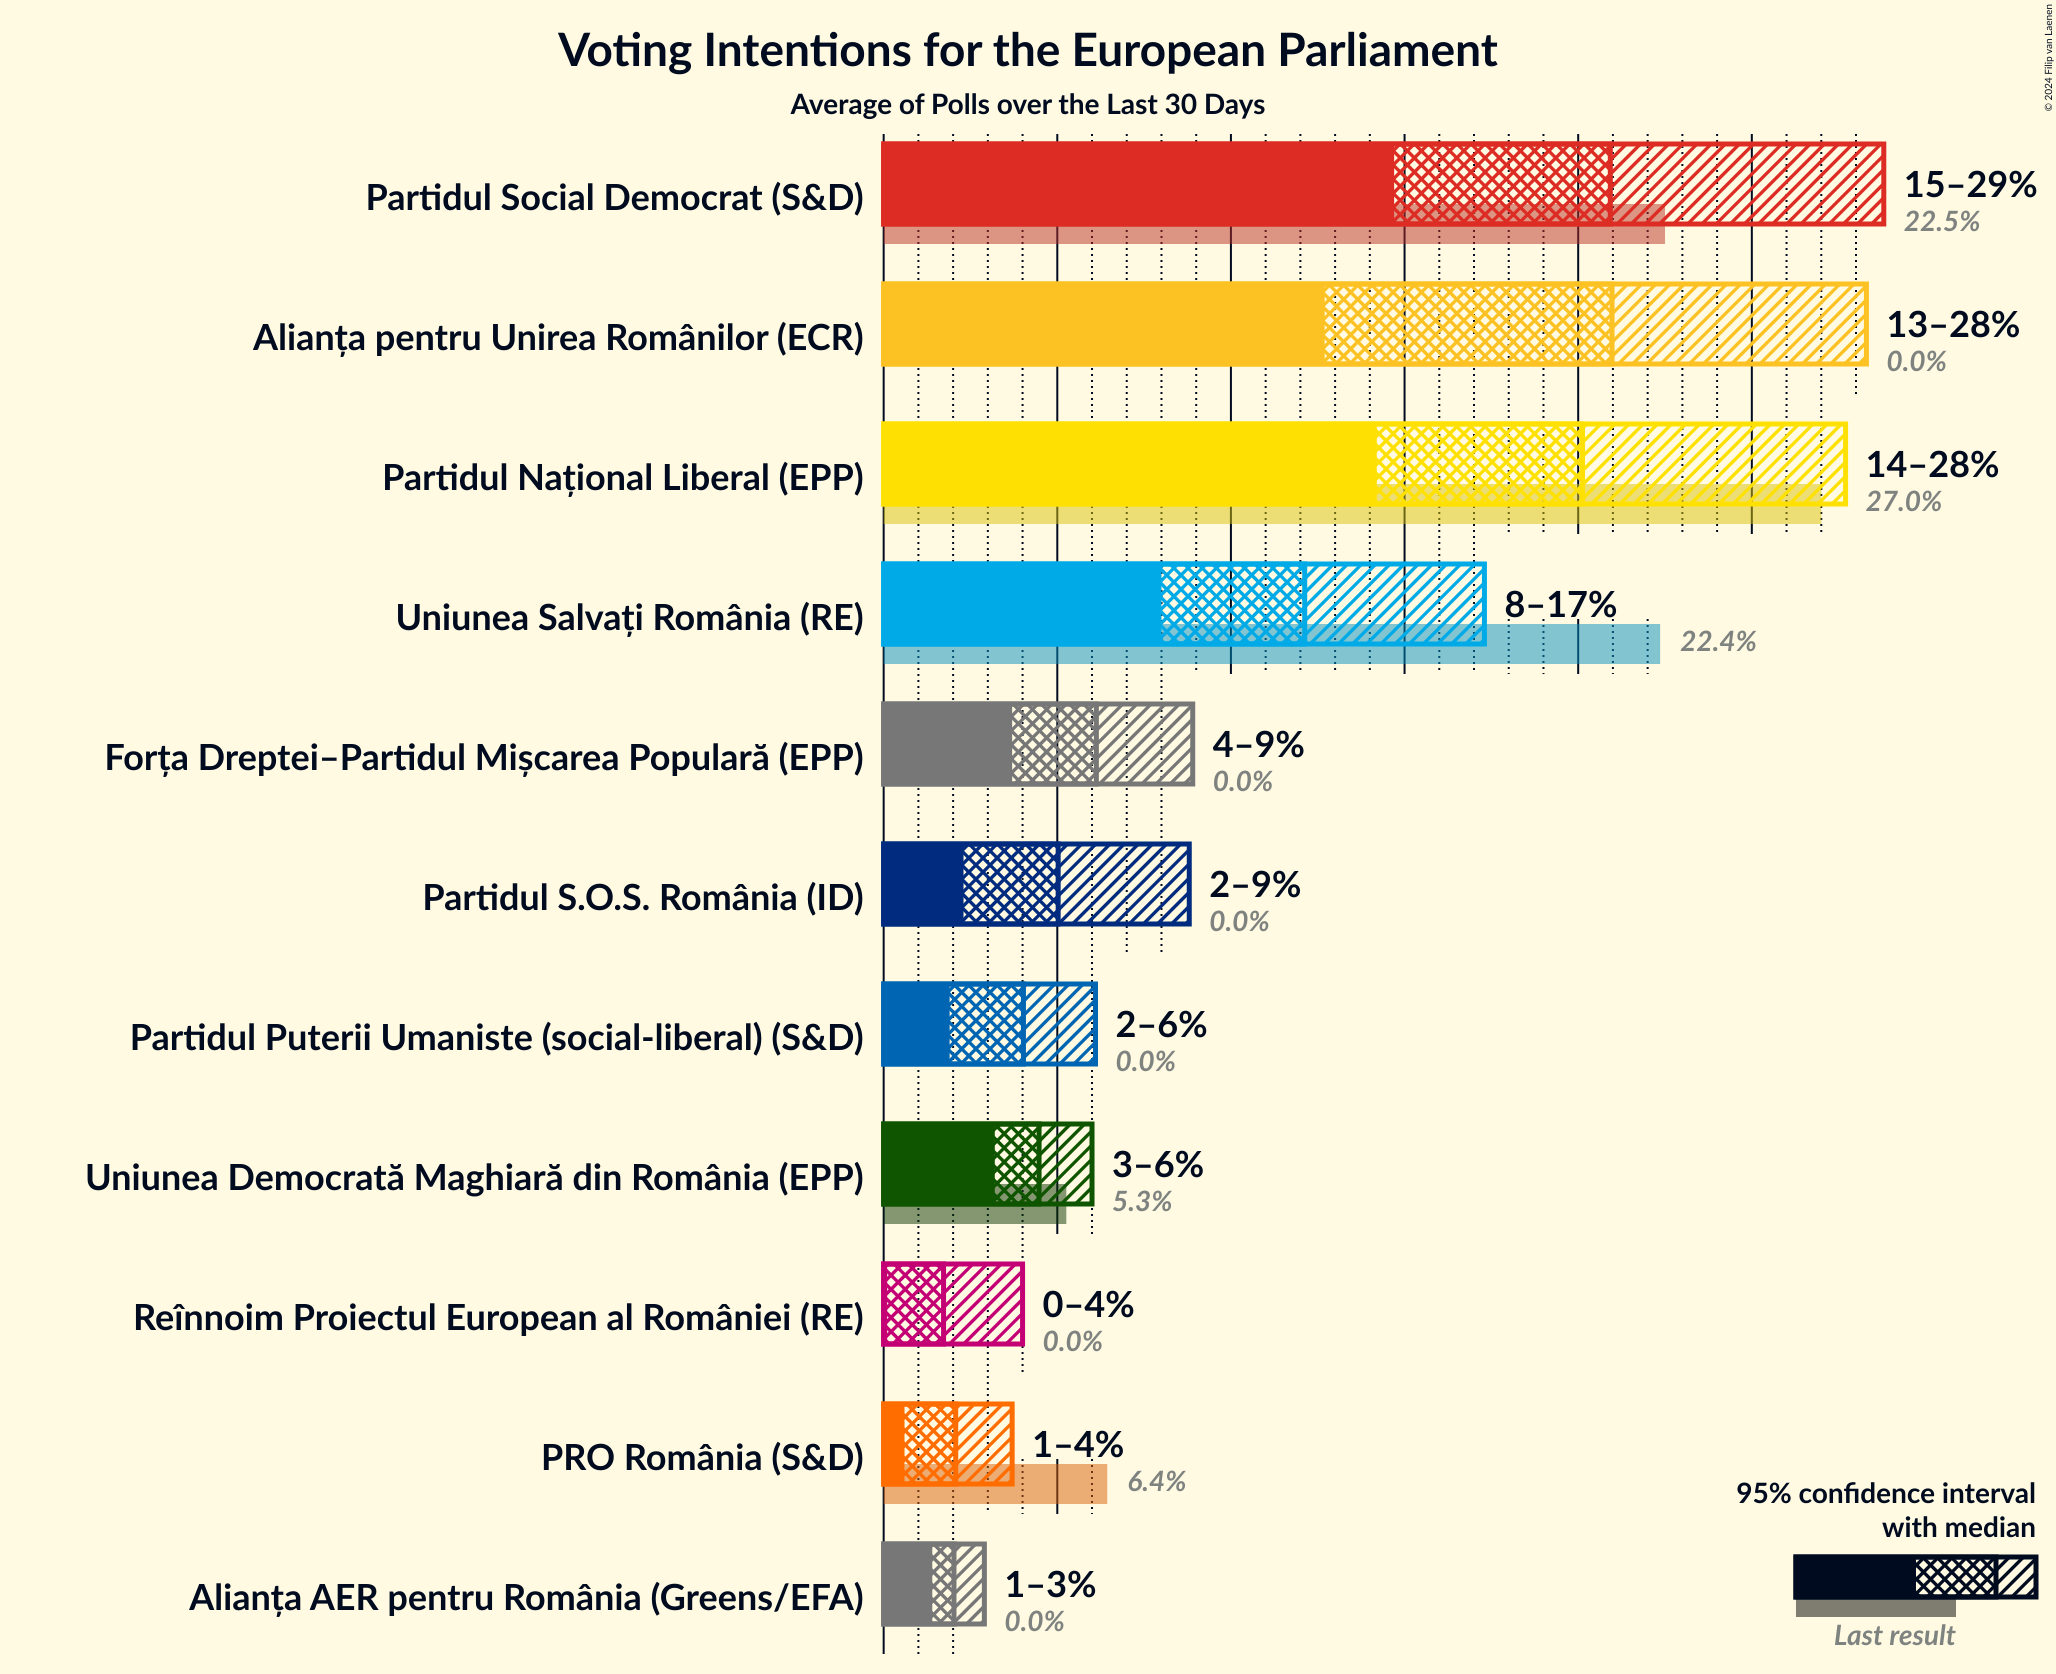 © 2024 Filip van Laenen
Voting Intentions for the European Parliament
Average of Polls over the Last 30 Days
Partidul Social Democrat (S&D)
15–29%
22.5%
Alianța pentru Unirea Românilor (ECR)
13–28%
0.0%
Partidul Național Liberal (EPP)
14–28%
27.0%
Uniunea Salvați România (RE)
8–17%
22.4%
Forța Dreptei–Partidul Mișcarea Populară (EPP)
4–9%
0.0%
Partidul S.O.S. România (ID)
2–9%
0.0%
Partidul Puterii Umaniste (social-liberal) (S&D)
2–6%
0.0%
Uniunea Democrată Maghiară din România (EPP)
3–6%
5.3%
Reînnoim Proiectul European al României (RE)
0–4%
0.0%
PRO România (S&D)
1–4%
6.4%
Alianța AER pentru România (Greens/EFA)
1–3%
0.0%
95% confidence interval
with median
Last result